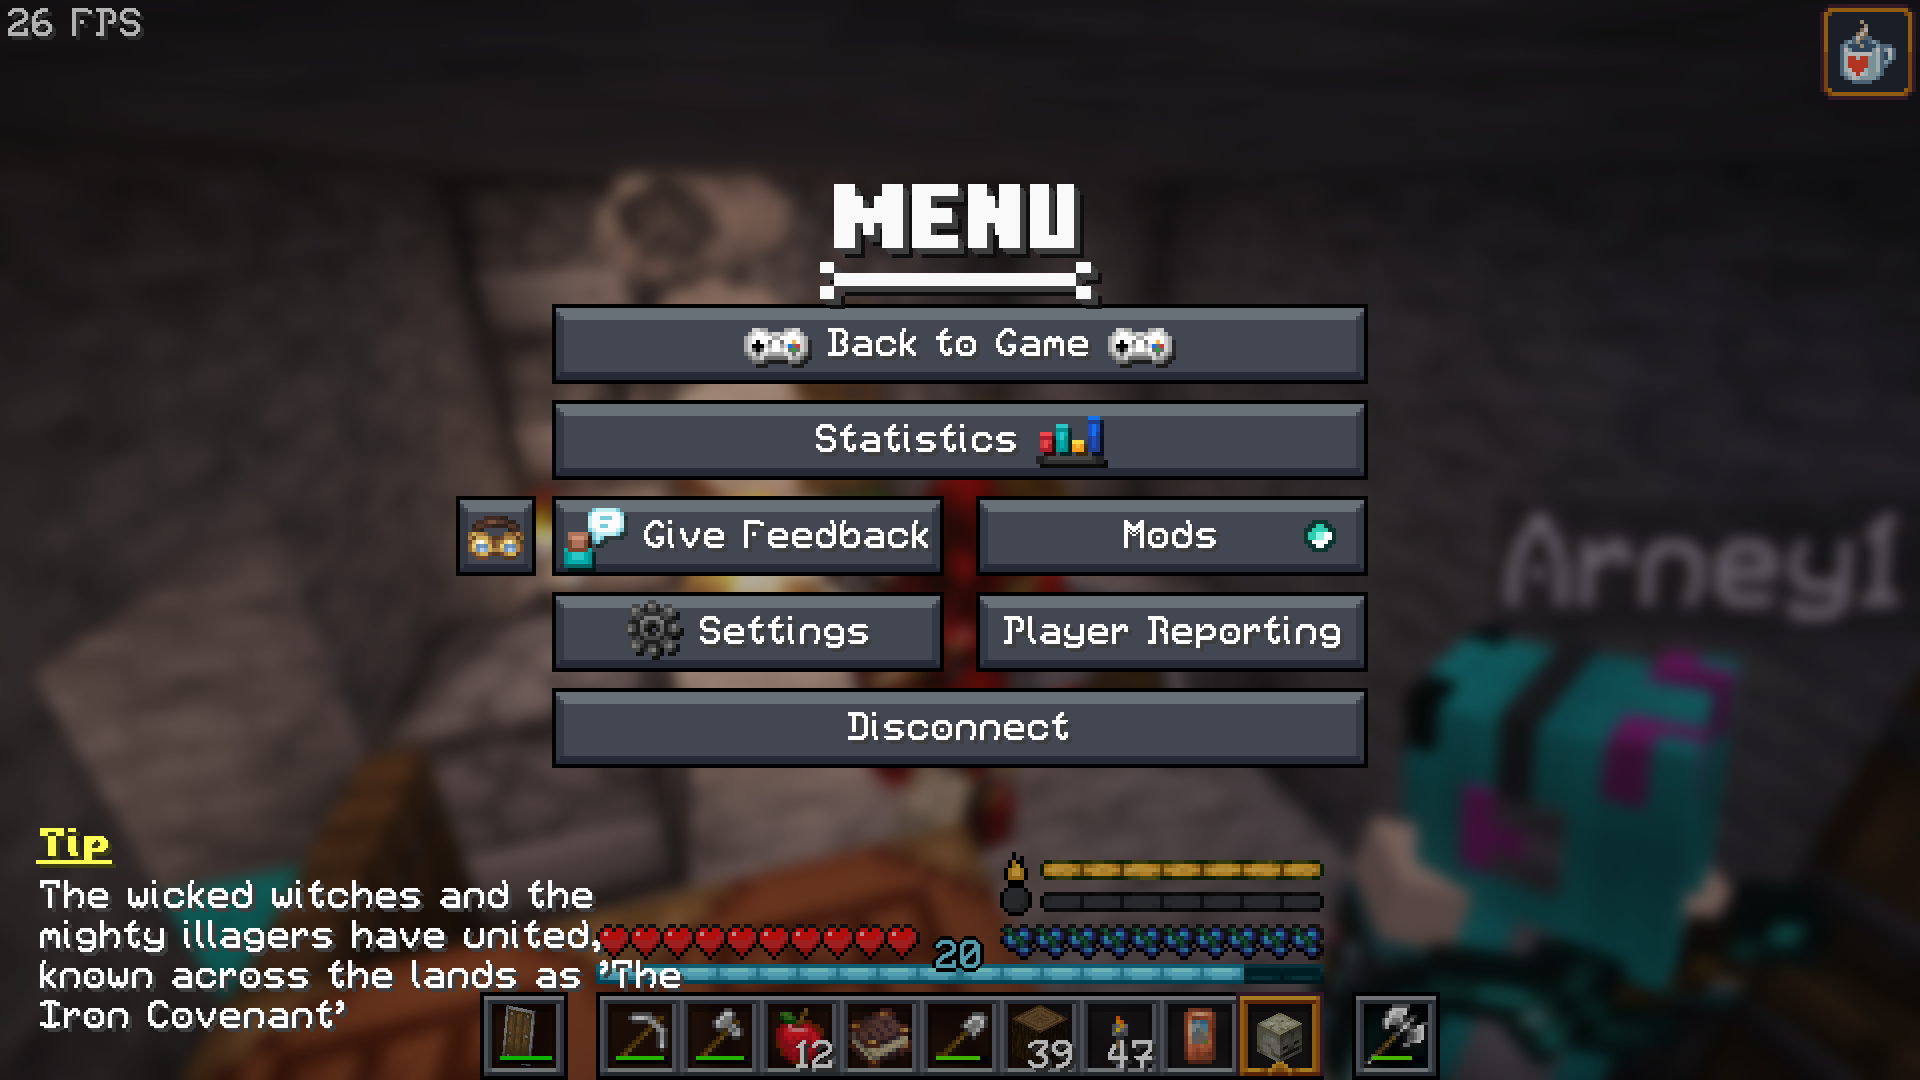 26 FPS
MENU
Back to Game
Statistics
Give Feedback
Mods
Settings
Player Reporting
Disconnect
Arney1
Tip
The wicked witches and the
mighty illagers have united,
known across the lands as 'The
Iron Covenant'
20
12
39
47